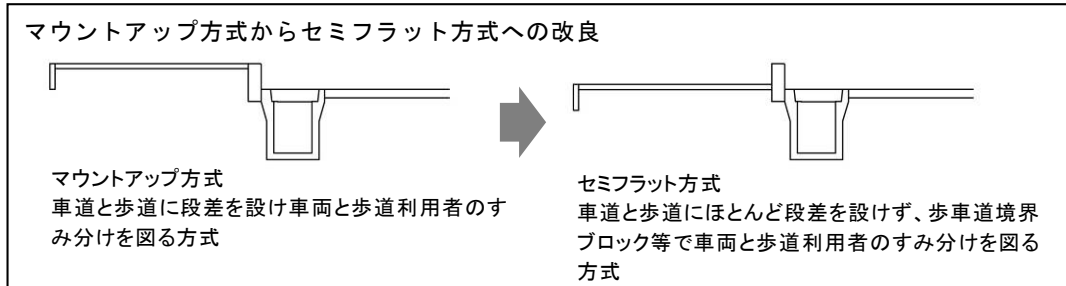 マウントアップ方式からセミフラット方式への改良
マウントアップ方式
車道と歩道に段差を設け車両と歩道利用者のす
み分けを図る方式
セミフラット方式
車道と歩道にほとんど段差を設けず、歩車道境界
ブロック等で車両と歩道利用者のすみ分けを図る
方式